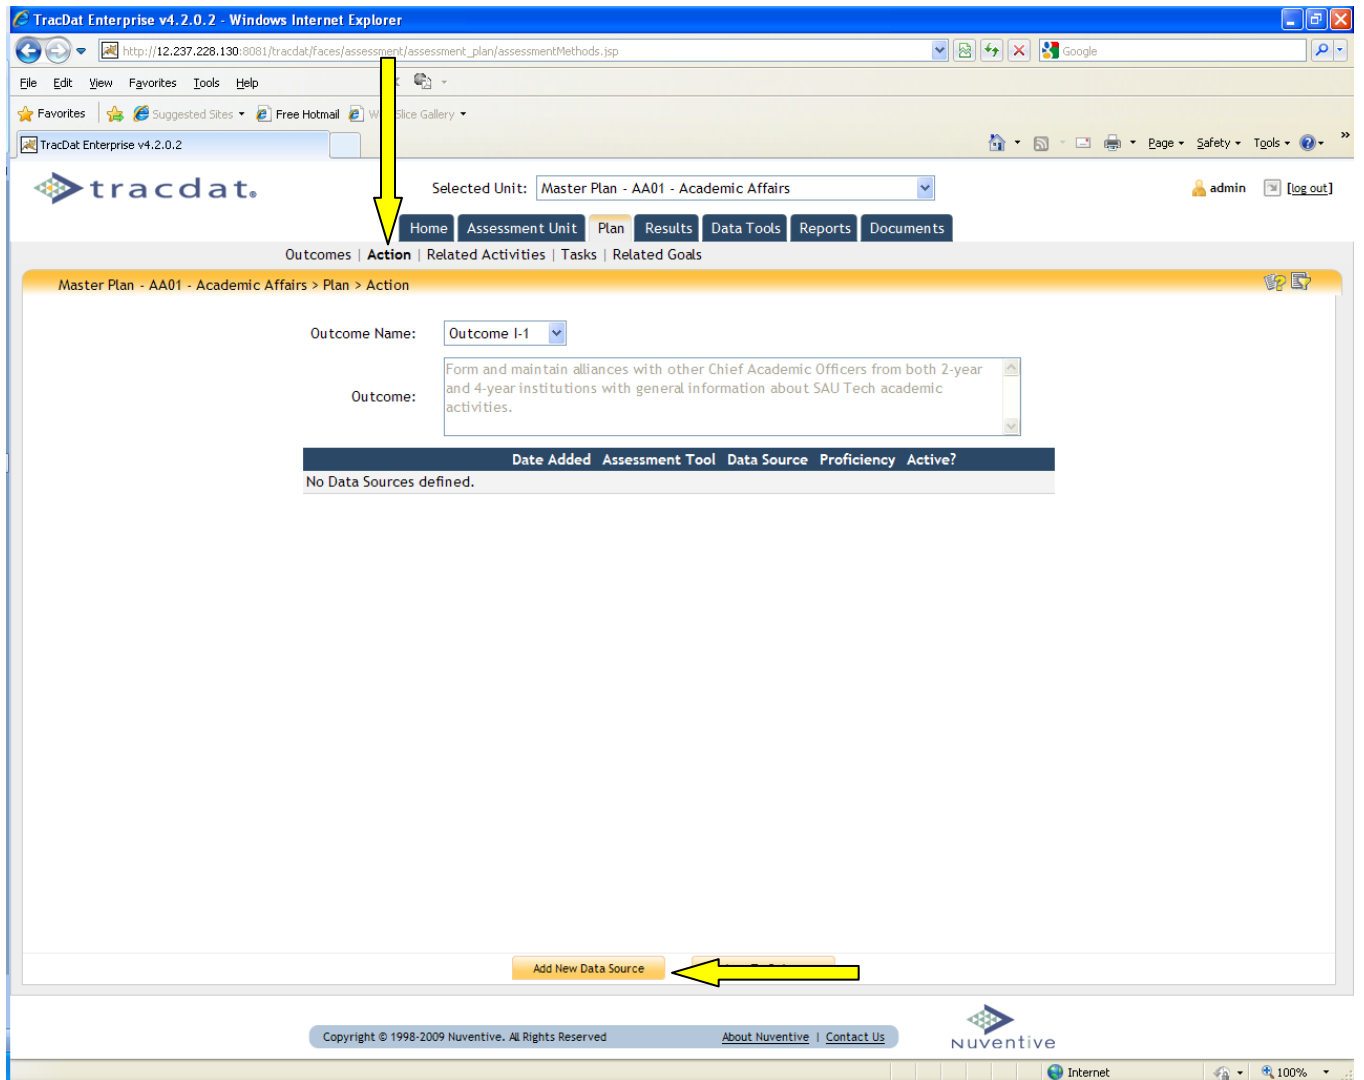 TracDat Enterprise v4.2.0.2 - Windows Internet Explorer
http://12.237.228.130:8081/tracdat/faces/assessment/assessment_plan/assessmentMethods.jsp
Google
File Edit View Favorites Tools Help
Favorites Suggested Sites Free Hotmail Slice Gallery
TracDat Enterprise v4.2.0.2 Page Safety Tools
tracdat. Selected Unit: Master Plan - AA01 - Academic Affairs admin [log out]
Home Assessment Unit Plan Results Data Tools Reports Documents
Outcomes | Action | Related Activities | Tasks | Related Goals
Master Plan - AA01 - Academic Affairs > Plan > Action
Outcome Name: Outcome I-1
Outcome:
Form and maintain alliances with other Chief Academic Officers from both 2-year
and 4-year institutions with general information about SAU Tech academic
activities.
Date Added Assessment Tool Data Source Proficiency Active?
No Data Sources defined.
Add New Data Source
Copyright © 1998-2009 Nuventive. All Rights Reserved About Nuventive | Contact Us
Nuventive
Internet 100%